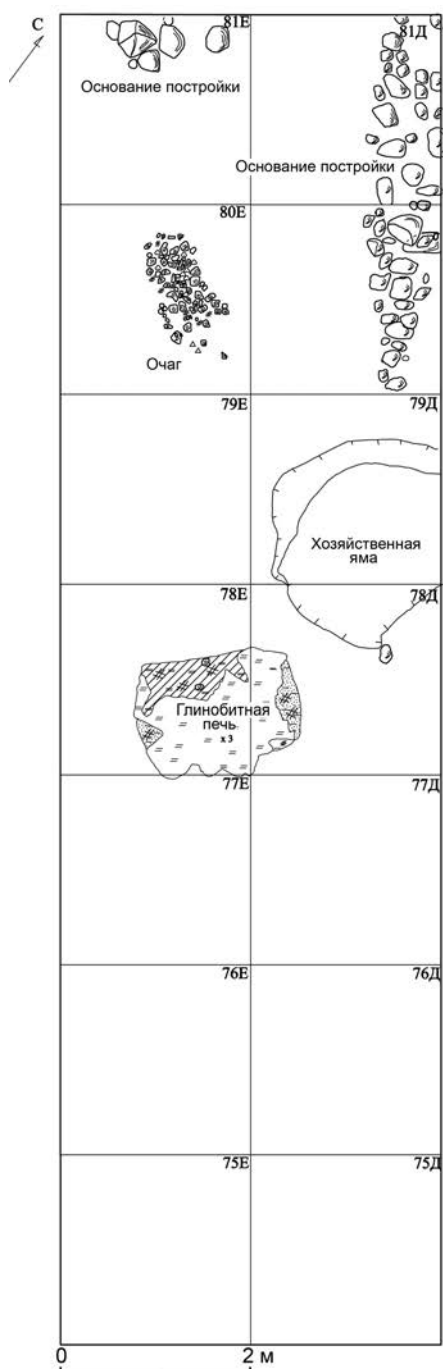 С
81Е
81Д
Основание постройки
Основание постройки
80Е
Очаг
79Е
79Д
Хозяйственная
яма
78Е
78Д
Глинобитная
печь
х 3
77Е
77Д
76Е
76Д
75Е
75Д
0
2 м